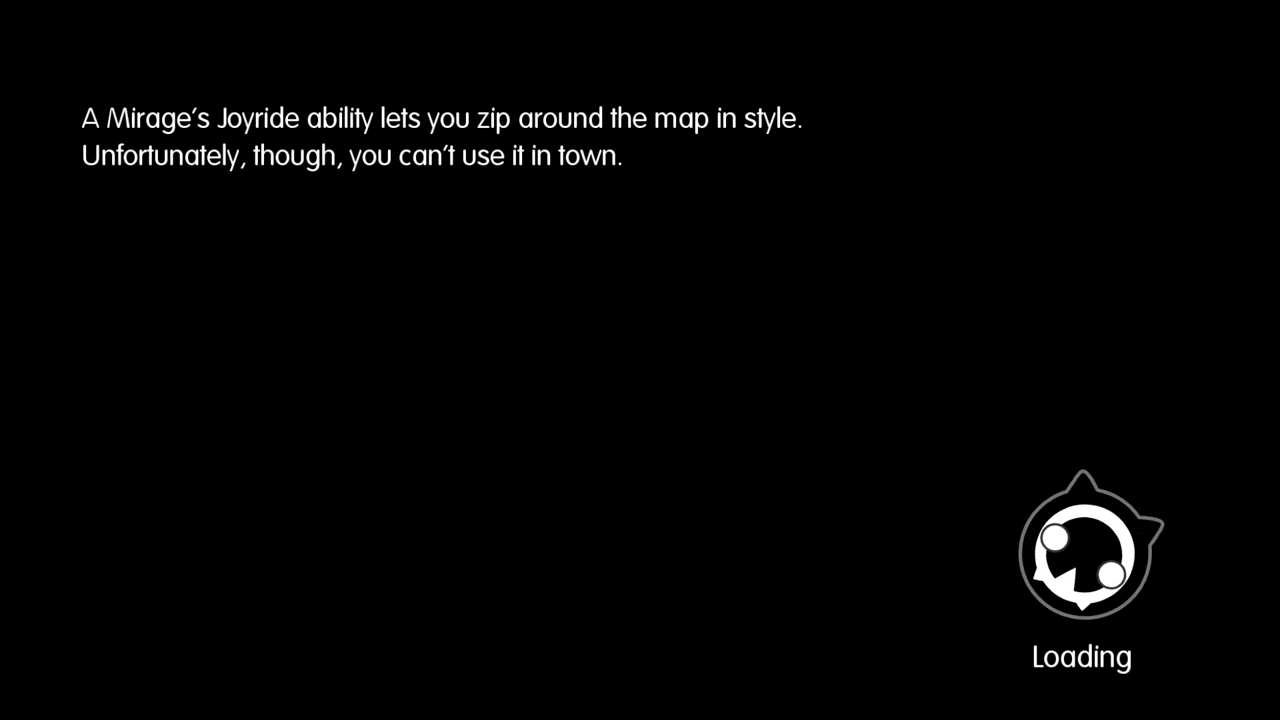 A Mirage's Joyride ability lets you zip around the map in style.
Unfortunately, though, you can't use it in town.
Loading